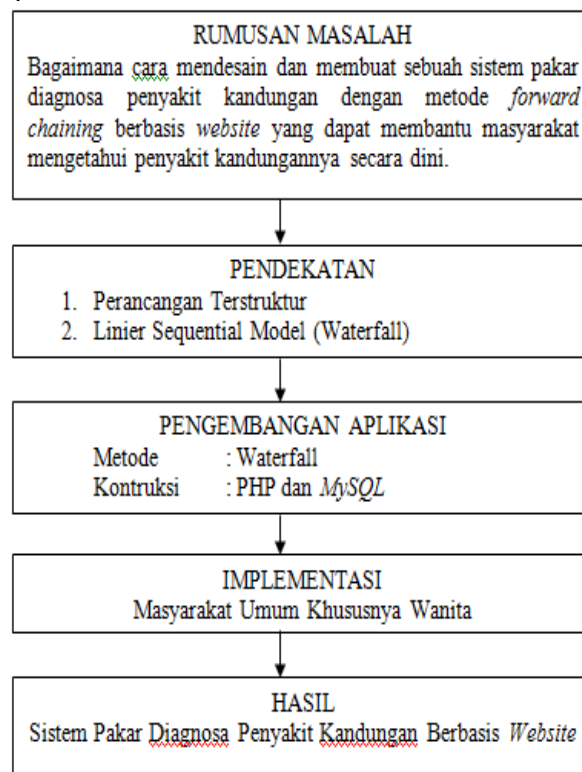 RUMUSAN MASALAH
Bagaimana cara mendesain dan membuat sebuah sistem pakar
diagnosa penyakit kandungan dengan metode forward
chaining berbasis website yang dapat membantu masyarakat
mengetahui penyakit kandungannya secara dini.
PENDEKATAN
1. Perancangan Terstruktur
2. Linier Sequential Model (Waterfall)
PENGEMBANGAN APLIKASI
Metode : Waterfall
Kontruksi : PHP dan MySQL
IMPLEMENTASI
Masyarakat Umum Khususnya Wanita
HASIL
Sistem Pakar Diagnosa Penyakit Kandungan Berbasis Website